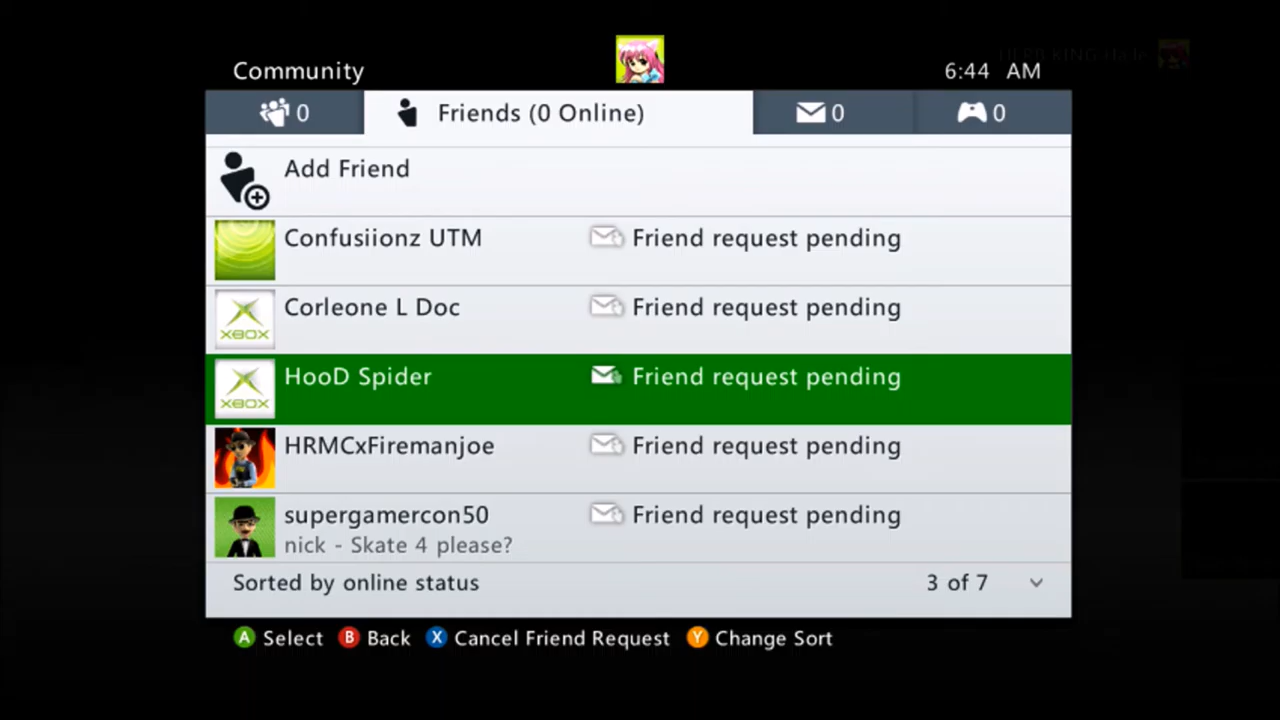 Community
6:44 AM
0
Friends (0 Online)
0
0
Add Friend
Confusiionz UTM Friend request pending
Corleone L Doc Friend request pending
XBOX
HooD Spider Friend request pending
XBOX
HRMCxFiremanjoe Friend request pending
supergamercon50 Friend request pending
nick - Skate 4 please?
Sorted by online status 3 of 7
A Select B Back X Cancel Friend Request Y Change Sort